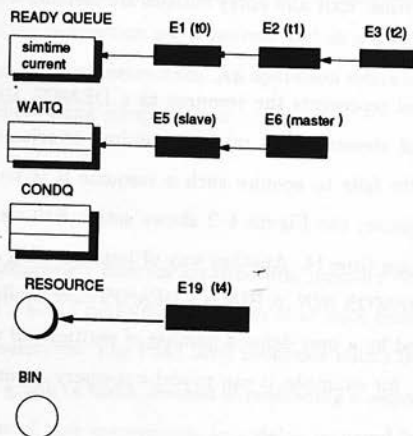 READY QUEUE
E1 (t0) E2 (t1) E3 (t2)
simtime
current
WAITQ
E5 (slave) E6 (master)
CONDQ
RESOURCE
E19 (t4)
BIN